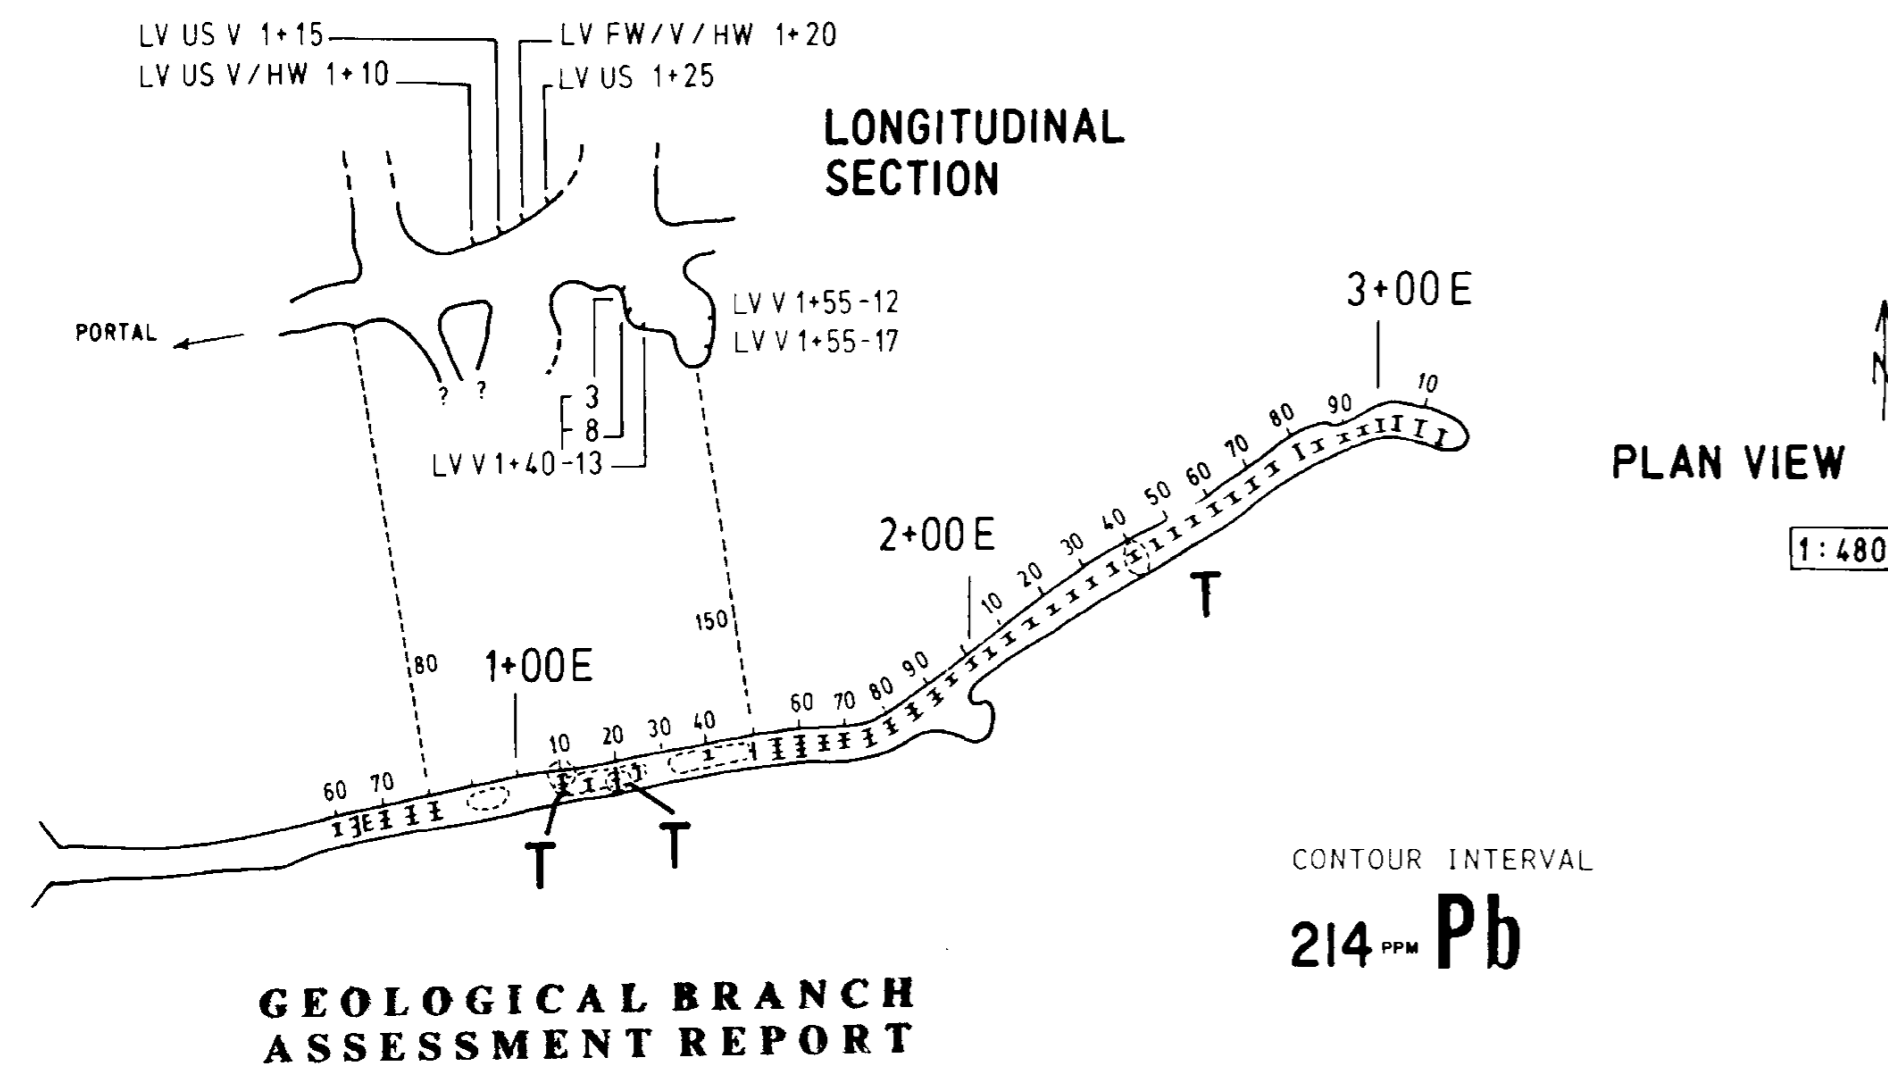 LV US V 1+15
LV FW/V/HW 1+20
LV US V/HW 1+10
LV US 1+25
LONGITUDINAL
SECTION
PORTAL
LV V 1+55-12
LV V 1+55-17
? ?
3
8
LV V 1+40-13
3+00 E
N
PLAN VIEW
1:480
2+00 E
1+00 E
80
150
60 70
10 20 30 40
60 70 80 90
10 20 30 40 50 60 70 80 90
10
T
T
T
CONTOUR INTERVAL
214 PPM Pb
GEOLOGICAL BRANCH
ASSESSMENT REPORT